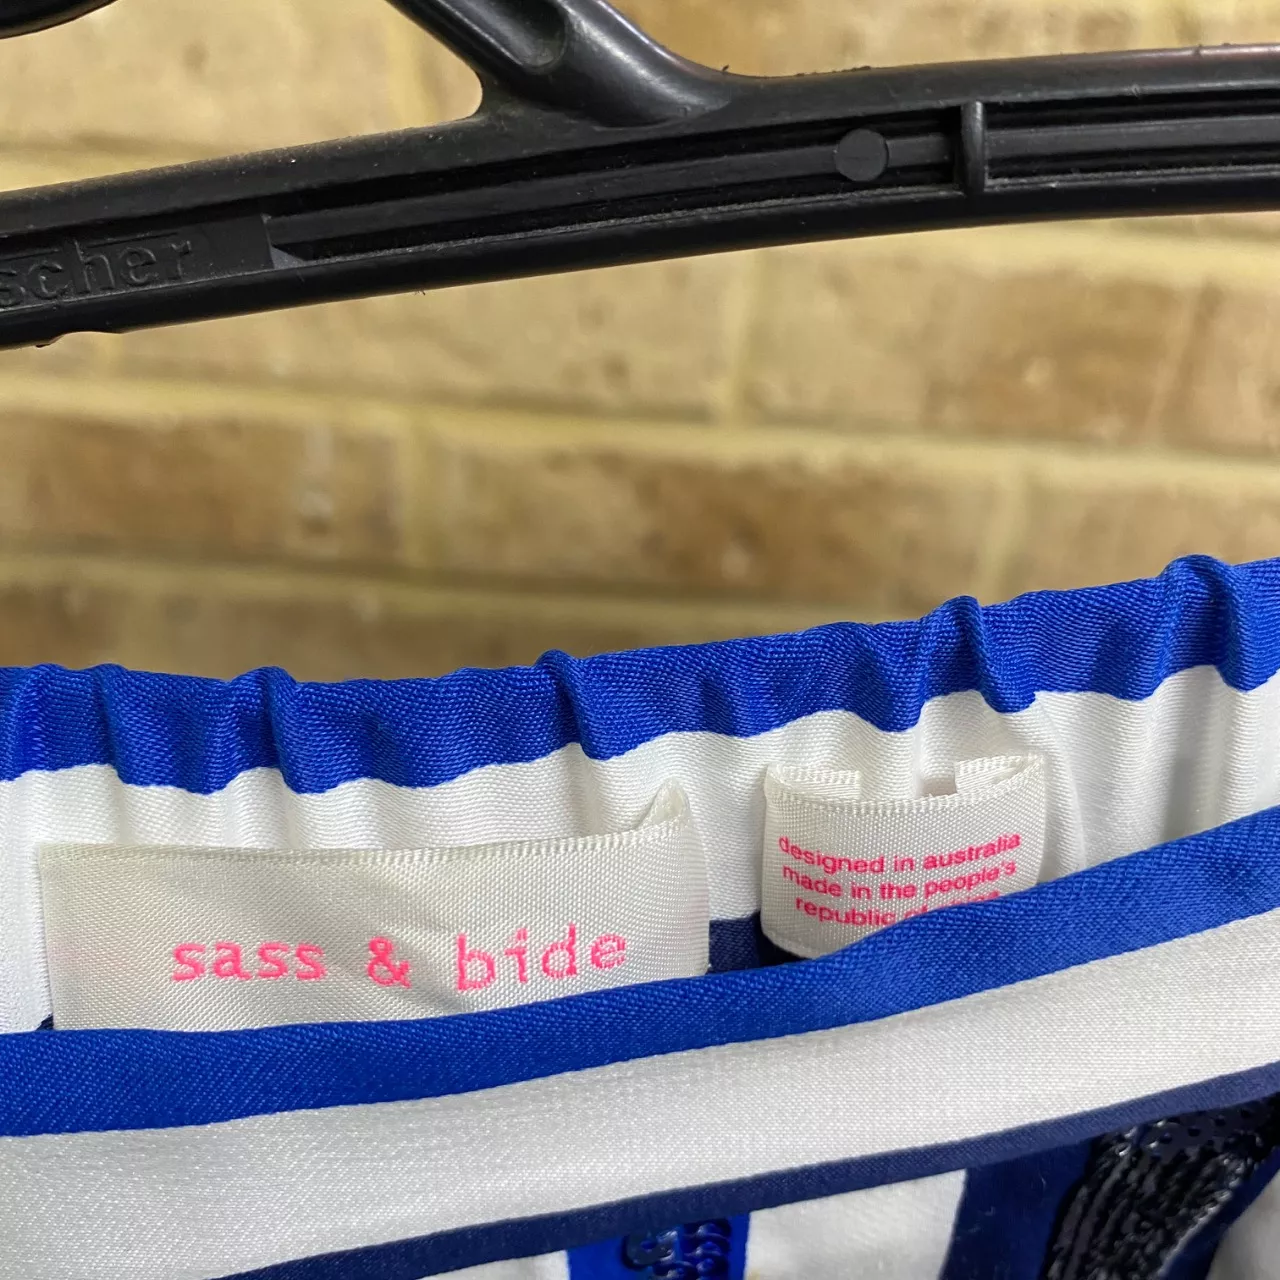 scher
sass & bide
designed in australia
made in the people's
republic